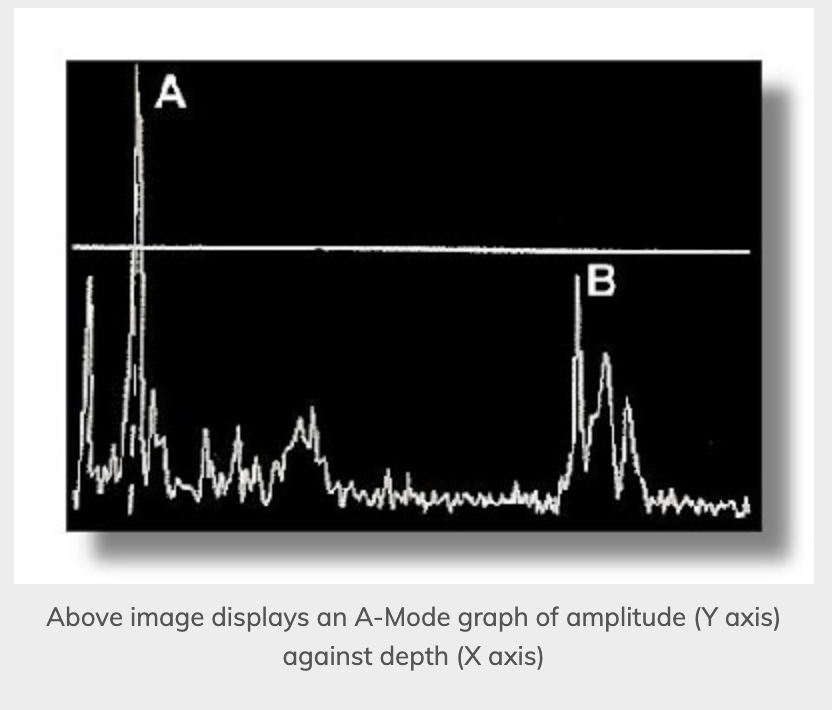 A
B
Above image displays an A-Mode graph of amplitude (Y axis)
against depth (X axis)